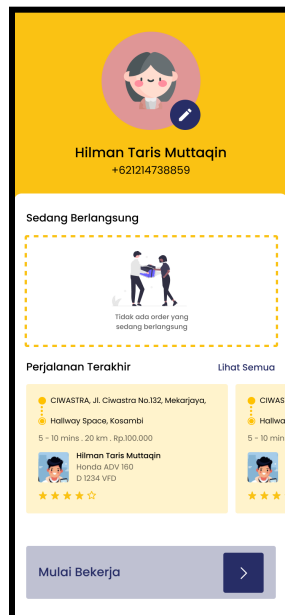 Hilman Taris Muttaqin
+621214738859
Sedang Berlangsung
Tidak ada order yang
sedang berlangsung
Perjalanan Terakhir
Lihat Semua
CIWASTRA, Jl. Ciwastra No.132, Mekarjaya,
Hallway Space, Kosambi
5 - 10 mins . 20 km . Rp.100.000
Hilman Taris Muttaqin
Honda ADV 160
D 1234 VFD
CIWAS
Hallwa
5 - 10 min
Mulai Bekerja